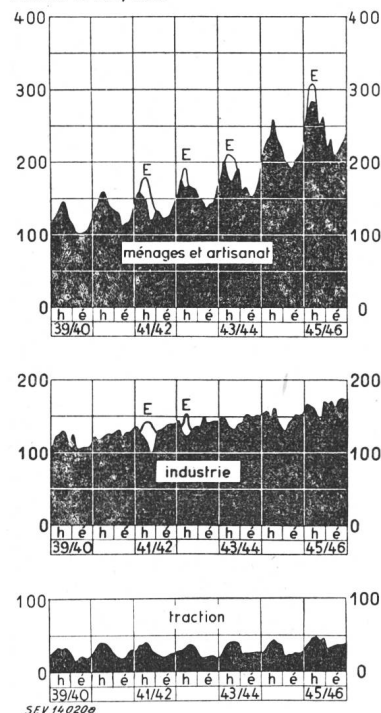 400 400
300 300
E
E
E
E
200 200
100 100
ménages et artisanat
0 0
h é h é h é h é h é h é h é
39/40 41/42 43/44 45/46
200 200
E E
100 100
industrie
0 0
h é h é h é h é h é h é h é
39/40 41/42 43/44 45/46
100 100
traction
0 0
h é h é h é h é h é h é h é
39/40 41/42 43/44 45/46
SEV 14020a